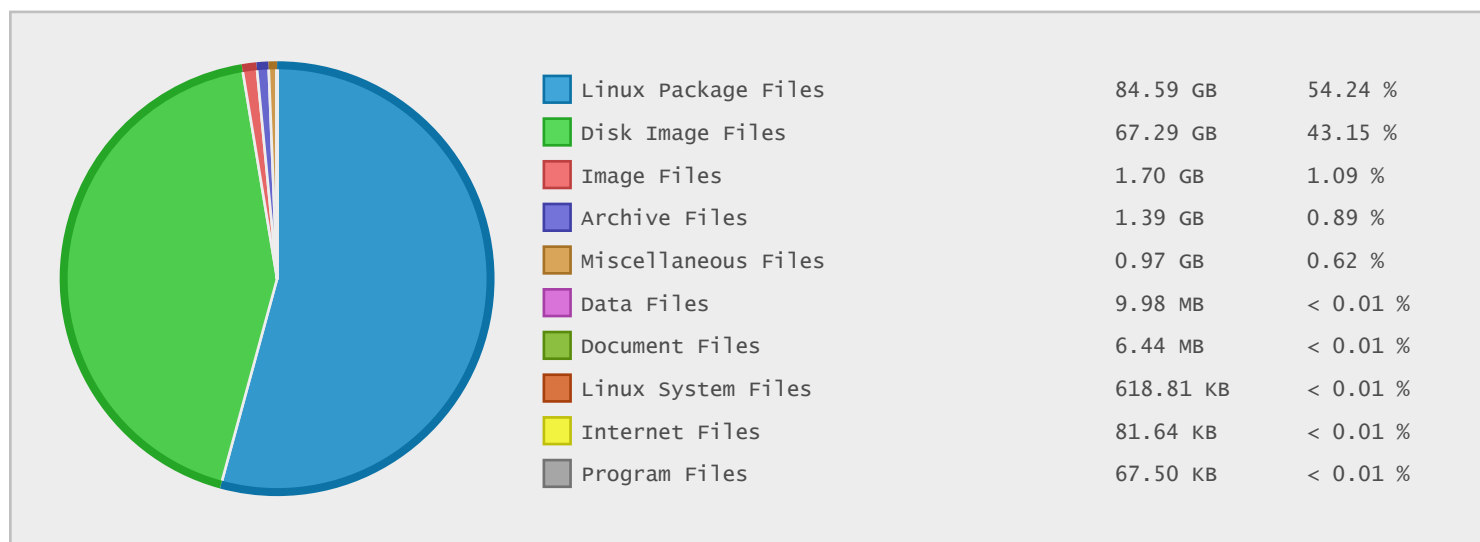 Linux Package Files 84.59 GB 54.24 %
Disk Image Files 67.29 GB 43.15 %
Image Files 1.70 GB 1.09 %
Archive Files 1.39 GB 0.89 %
Miscellaneous Files 0.97 GB 0.62 %
Data Files 9.98 MB < 0.01 %
Document Files 6.44 MB < 0.01 %
Linux System Files 618.81 KB < 0.01 %
Internet Files 81.64 KB < 0.01 %
Program Files 67.50 KB < 0.01 %